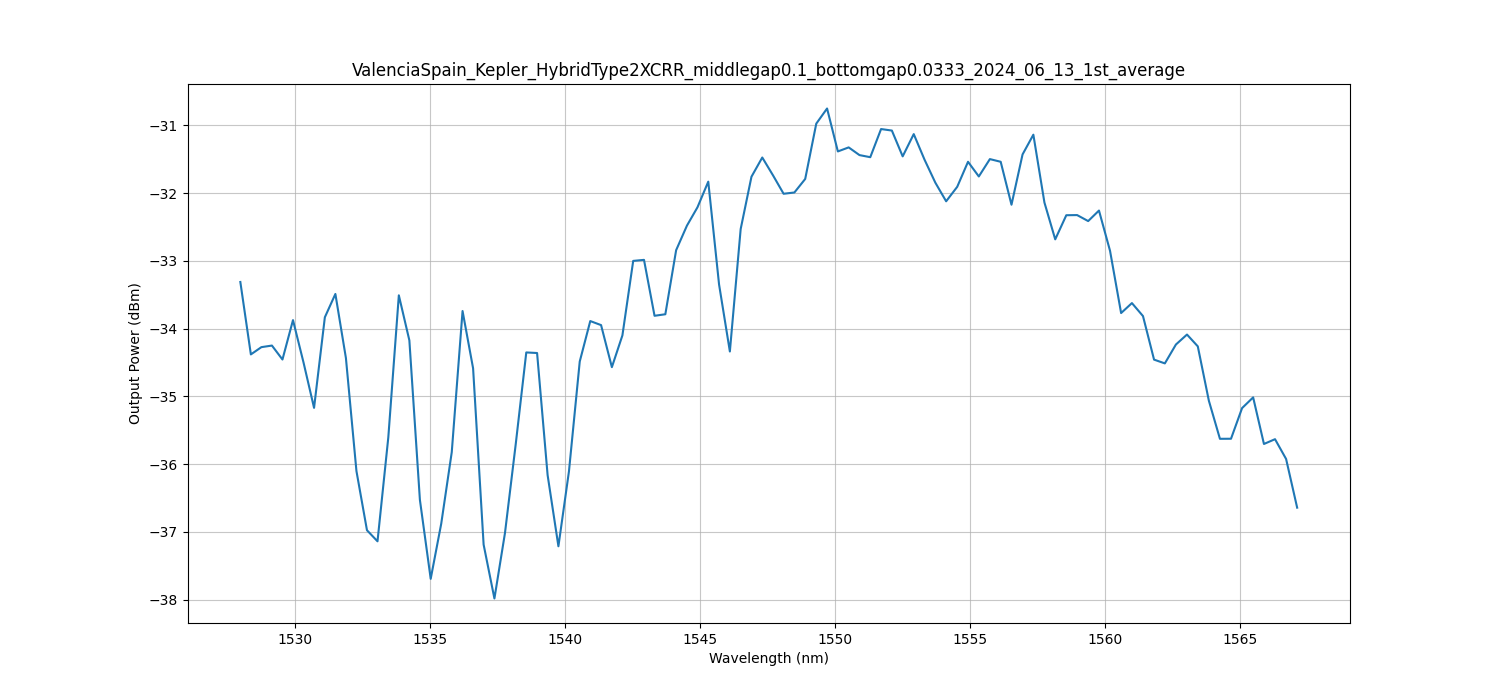 ValenciaSpain_Kepler_HybridType2XCRR_middlegap0.1_bottomgap0.0333_2024_06_13_1st_average
−31
−32
−33
−34
−35
−36
−37
−38
Output Power (dBm)
1530 1535 1540 1545 1550 1555 1560 1565
Wavelength (nm)